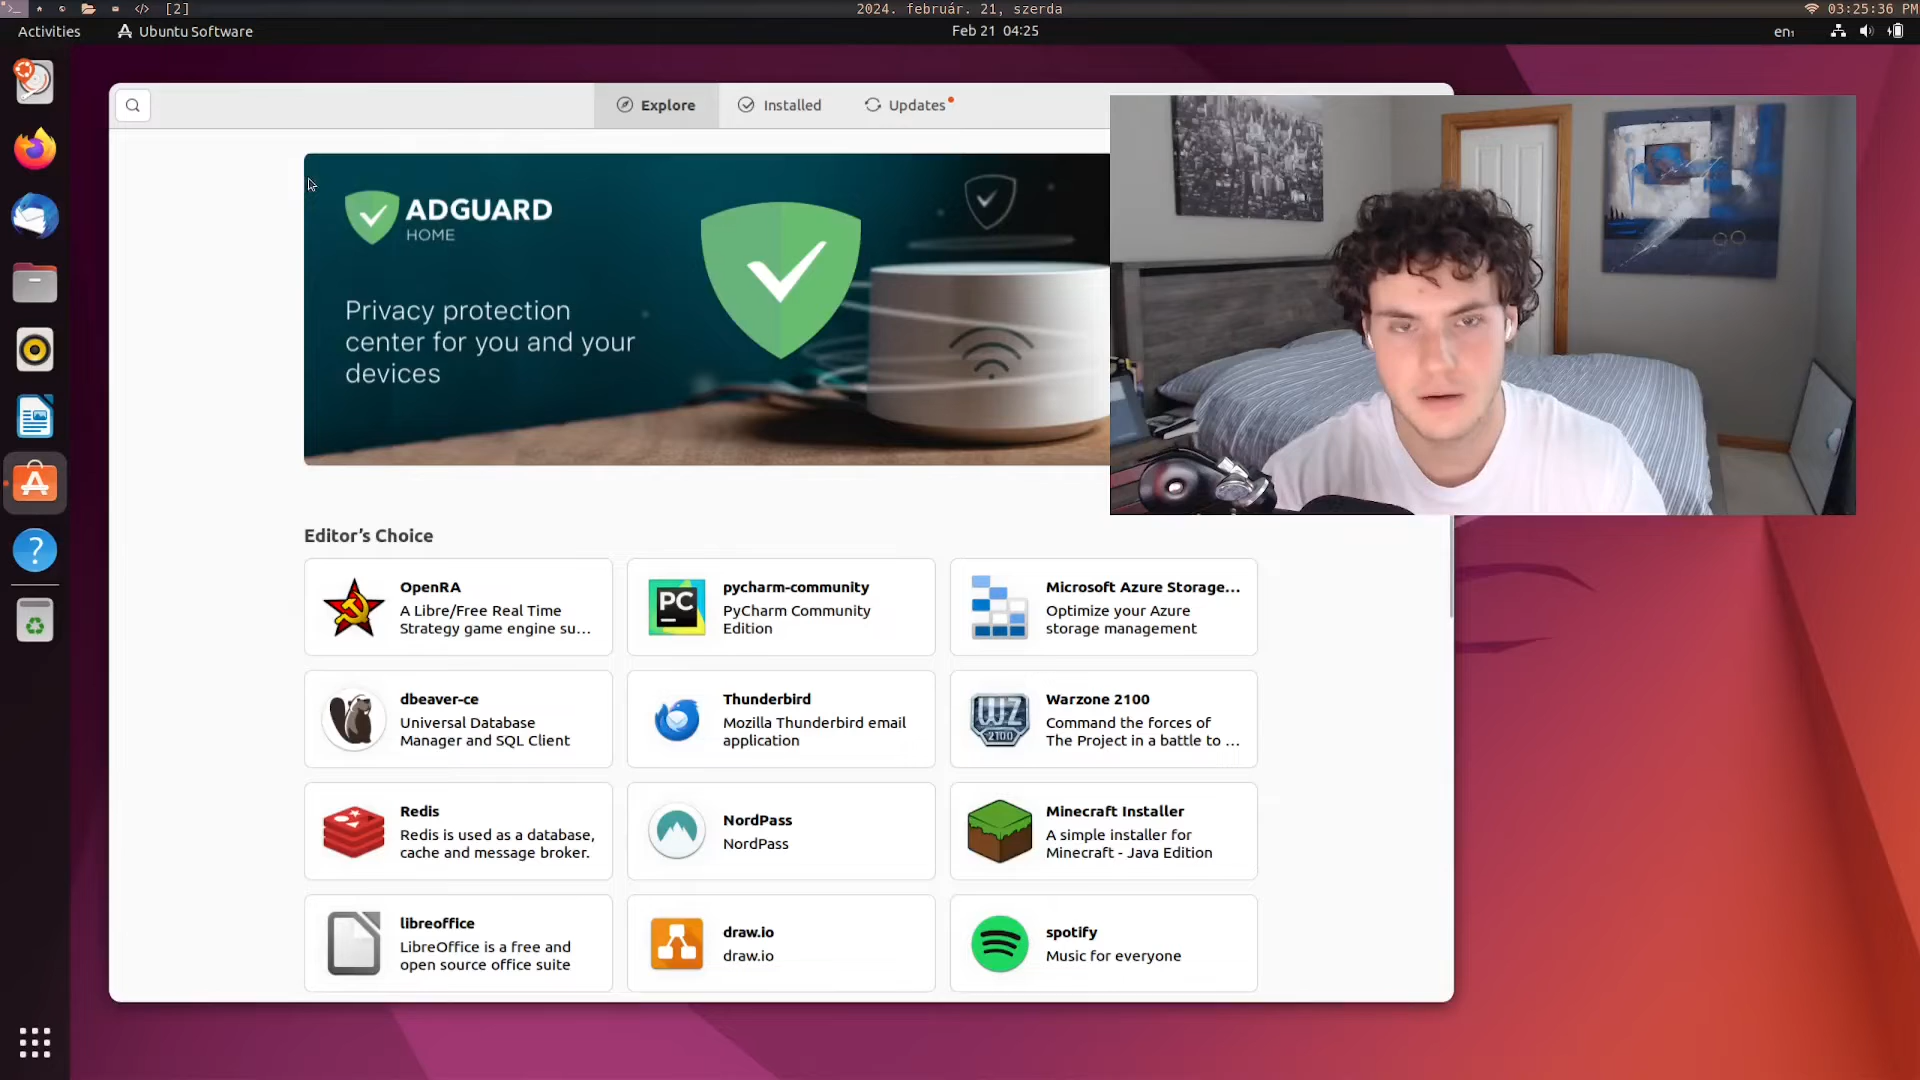 [2]
2024. február. 21, szerda
03:25:36 PM
Activities
Ubuntu Software
Feb 21 04:25
en₁
Explore
Installed
Updates
ADGUARD
HOME
Privacy protection
center for you and your
devices
Editor's Choice
OpenRA
A Libre/Free Real Time
Strategy game engine su...
pycharm-community
PyCharm Community
Edition
Microsoft Azure Storage...
Optimize your Azure
storage management
dbeaver-ce
Universal Database
Manager and SQL Client
Thunderbird
Mozilla Thunderbird email
application
Warzone 2100
Command the forces of
The Project in a battle to ...
Redis
Redis is used as a database,
cache and message broker.
NordPass
NordPass
Minecraft Installer
A simple installer for
Minecraft - Java Edition
libreoffice
LibreOffice is a free and
open source office suite
draw.io
draw.io
spotify
Music for everyone
PC
WZ
2100